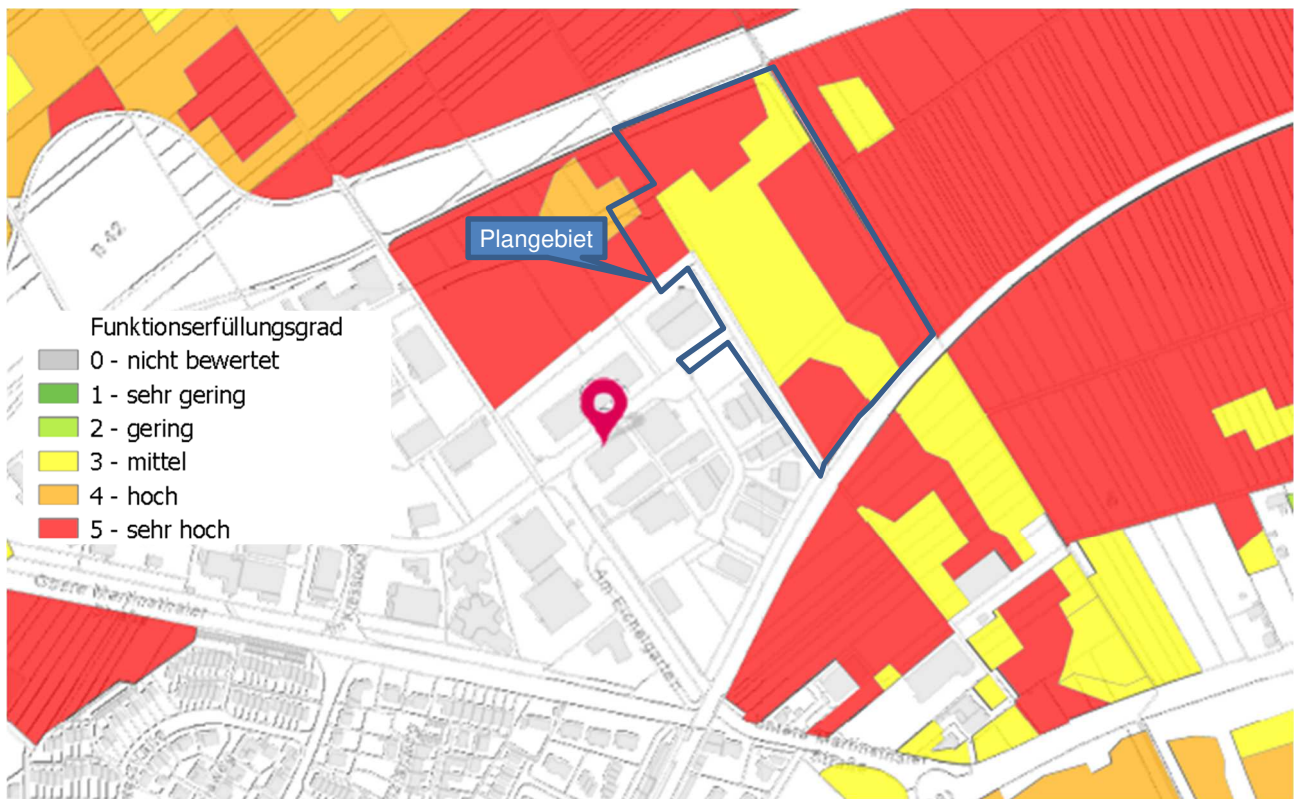 B 42
Plangebiet
Funktionserfüllungsgrad
0 - nicht bewertet
1 - sehr gering
2 - gering
3 - mittel
4 - hoch
5 - sehr hoch
Am Eichelgarten